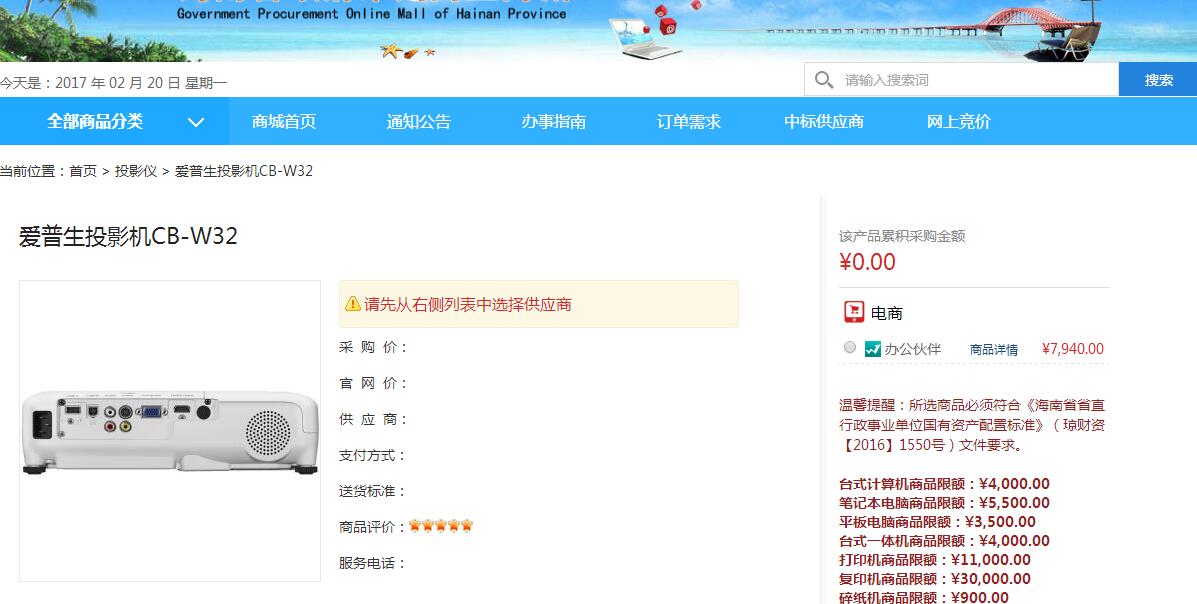 Government Procurement Online Mall of Hainan Province
今天是：2017 年 02 月 20 日 星期一
请输入搜索词
搜索
全部商品分类
商城首页
通知公告
办事指南
订单需求
中标供应商
网上竞价
当前位置：首页 > 投影仪 > 爱普生投影机CB-W32
爱普生投影机CB-W32
请先从右侧列表中选择供应商
采 购 价：
官 网 价：
供 应 商：
支付方式：
送货标准：
商品评价：
服务电话：
该产品累积采购金额
¥0.00
电商
办公伙伴 商品详情 ¥7,940.00
温馨提醒：所选商品必须符合《海南省省直
行政事业单位国有资产配置标准》（琼财资
【2016】1550号）文件要求。
台式计算机商品限额：¥4,000.00
笔记本电脑商品限额：¥5,500.00
平板电脑商品限额：¥3,500.00
台式一体机商品限额：¥4,000.00
打印机商品限额：¥11,000.00
复印机商品限额：¥30,000.00
碎纸机商品限额：¥900.00